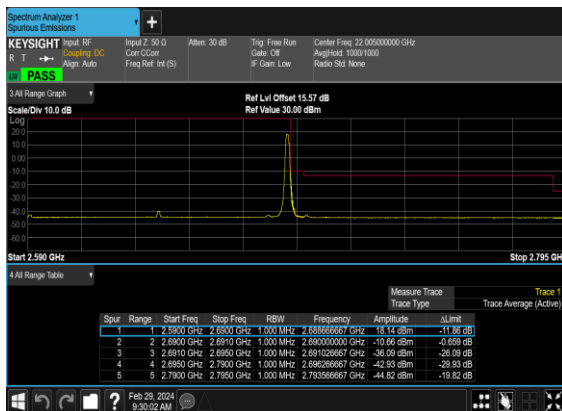 Spectrum Analyzer 1
Spurious Emissions
KEYSIGHT Input: RF Input Z: 50 Ω Atten: 30 dB Trig: Free Run Center Freq: 22.005000000 GHz
R T Coupling: DC Corr CCorr Gate: Off Avg|Hold: 1000/1000
Align: Auto Freq Ref: Int (S) IF Gain: Low Radio Std: None
PASS
3 All Range Graph
Ref Lvl Offset 15.57 dB
Scale/Div 10.0 dB Ref Value 30.00 dBm
Log
20.0
10.0
0.00
-10.0
-20.0
-30.0
-40.0
-50.0
-60.0
Start 2.590 GHz Stop 2.795 GH
4 All Range Table
Measure Trace Trace 1
Trace Type Trace Average (Active)
Spur Range Start Freq Stop Freq RBW Frequency Amplitude ΔLimit
1 1 2.5900 GHz 2.6900 GHz 1.000 MHz 2.688666667 GHz 18.14 dBm -11.86 dB
2 2 2.6900 GHz 2.6910 GHz 1.000 MHz 2.690000000 GHz -10.66 dBm -0.659 dB
3 3 2.6910 GHz 2.6950 GHz 1.000 MHz 2.691026667 GHz -36.09 dBm -26.09 dB
4 4 2.6950 GHz 2.7900 GHz 1.000 MHz 2.696266667 GHz -42.93 dBm -29.93 dB
5 5 2.7900 GHz 2.7950 GHz 1.000 MHz 2.793566667 GHz -44.82 dBm -19.82 dB
? Feb 29, 2024
9:30:02 AM